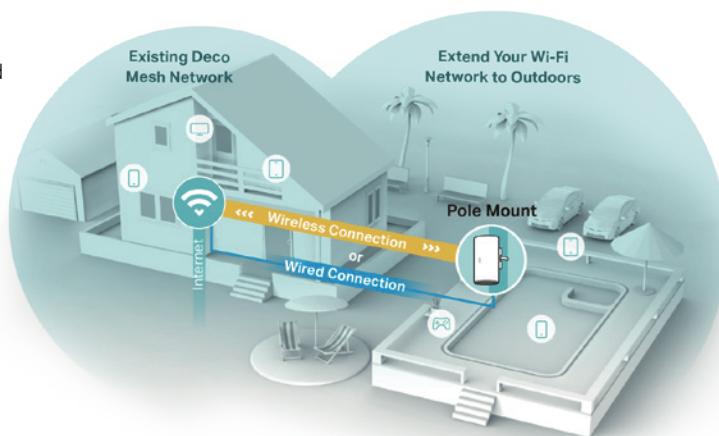 Existing Deco
Mesh Network
Extend Your Wi-Fi
Network to Outdoors
Pole Mount
<<< Wireless Connection >>>
or
Wired Connection
Internet